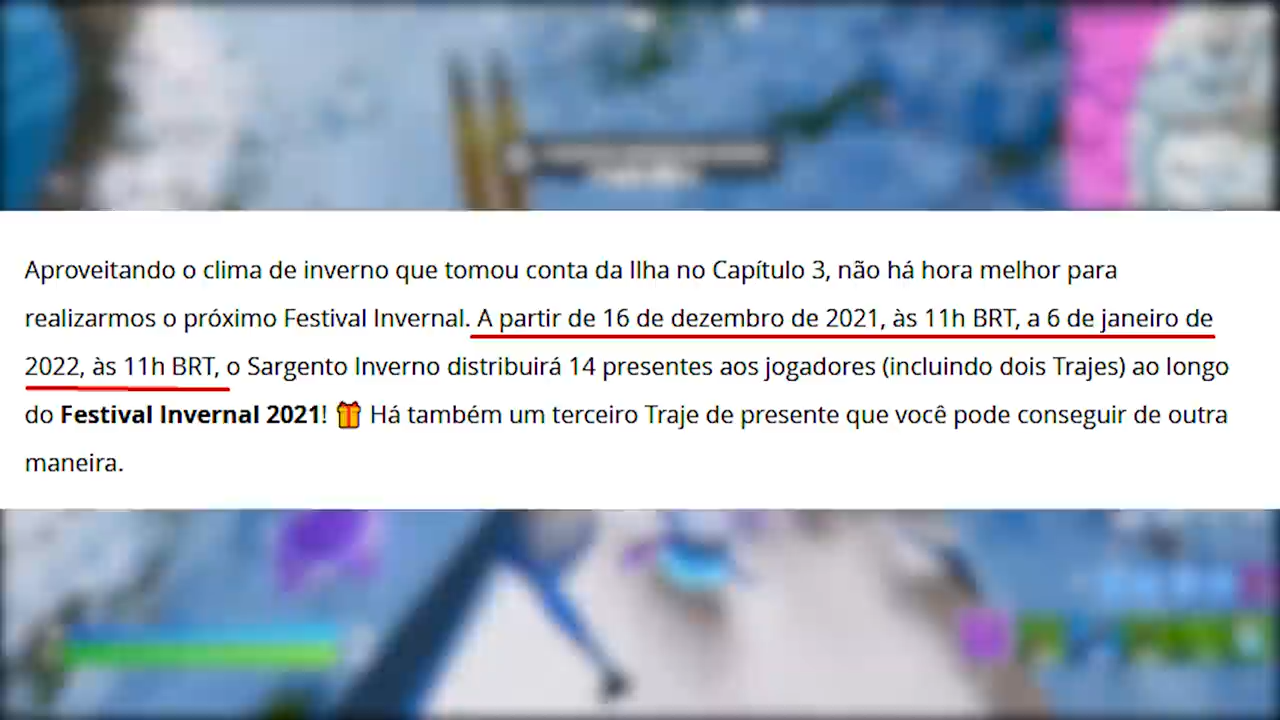 Aproveitando o clima de inverno que tomou conta da Ilha no Capítulo 3, não há hora melhor para
realizarmos o próximo Festival Invernal. A partir de 16 de dezembro de 2021, às 11h BRT, a 6 de janeiro de
2022, às 11h BRT, o Sargento Inverno distribuirá 14 presentes aos jogadores (incluindo dois Trajes) ao longo
do Festival Invernal 2021! 🎁 Há também um terceiro Traje de presente que você pode conseguir de outra
maneira.